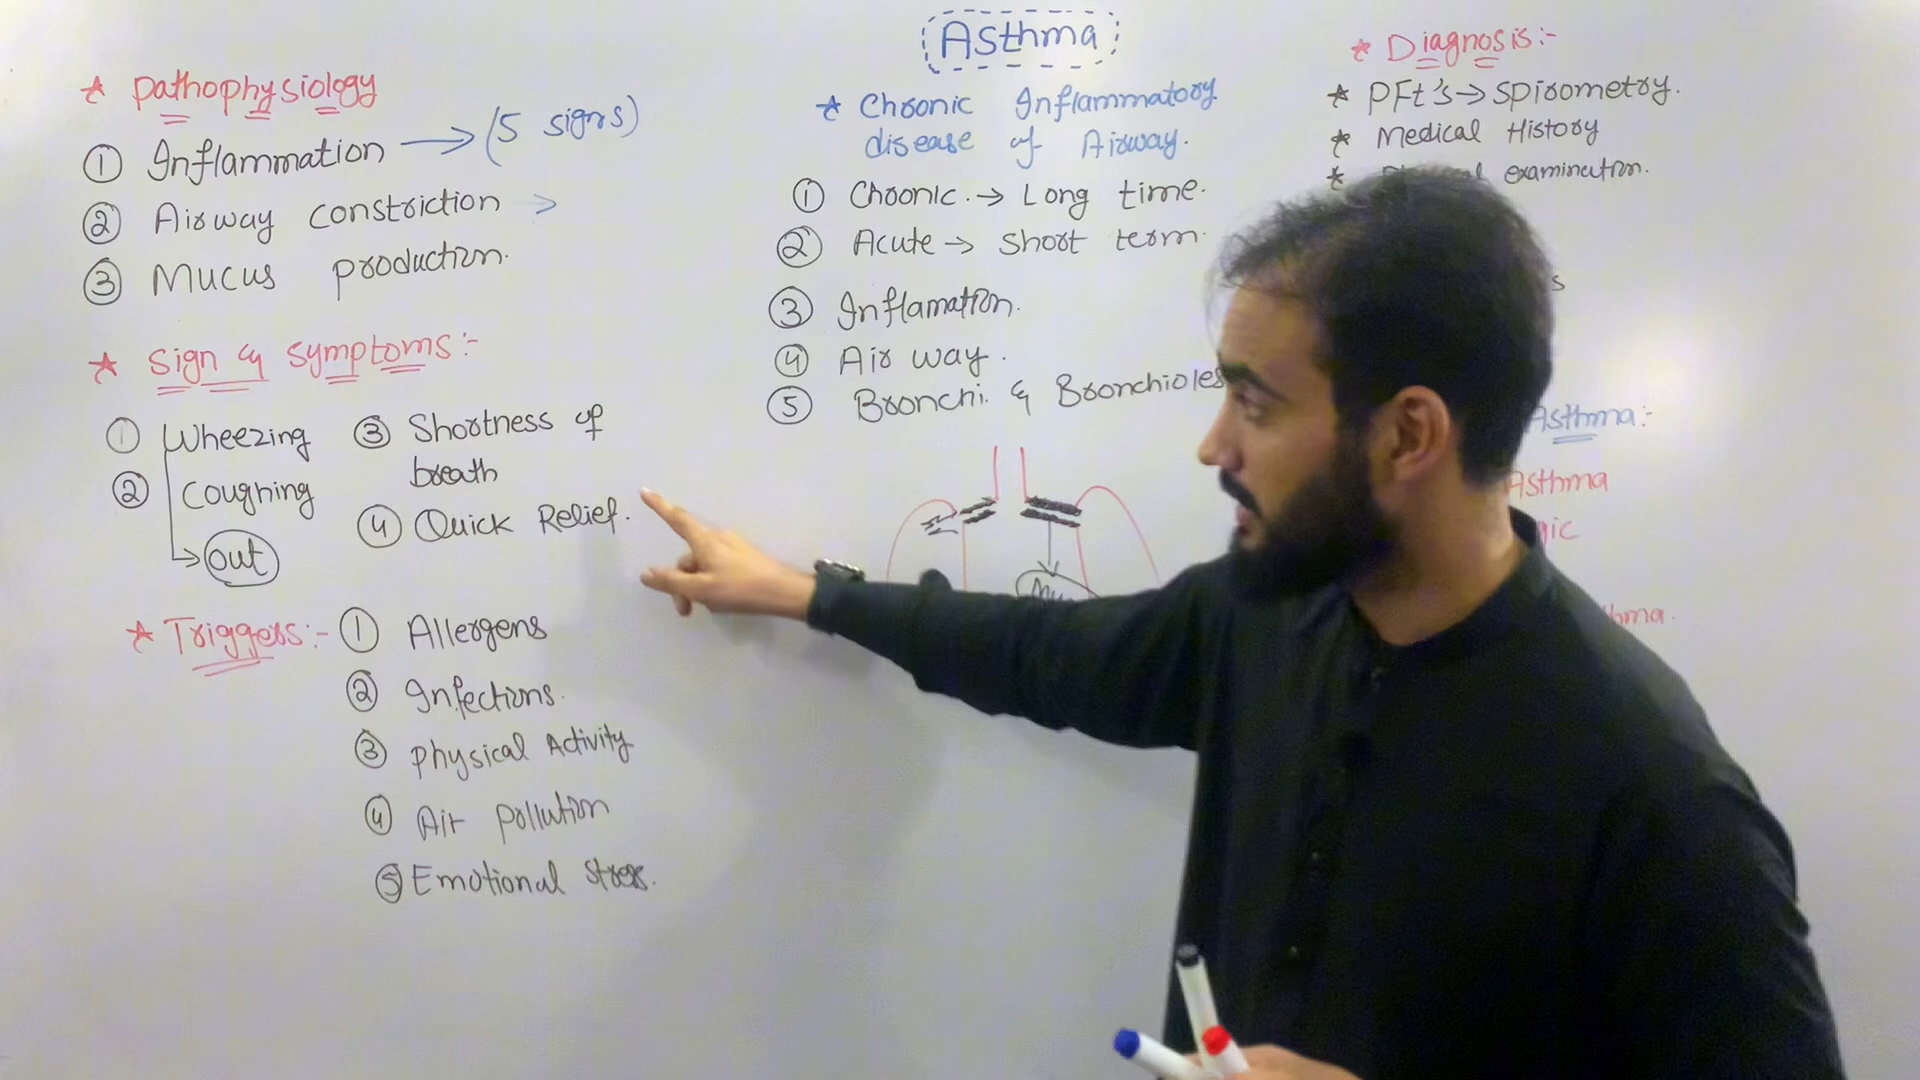 Asthma
* Pathophysiology
① Inflammation → (5 signs)
② Airway constriction >
③ Mucus production.
* Sign & Symptoms:-
① Wheezing
② Coughing
out
③ Shortness of
breath
④ Quick Relief.
* Triggers:-
① Allergens
② Infections.
③ Physical Activity
④ Air pollution
⑤ Emotional Stress.
* Chronic Inflammatory
disease of Airway.
① Chronic. → Long time.
② Acute → Short term.
③ Inflamation.
④ Air way.
⑤ Bronchi. & Bronchioles
* Diagnosis:-
* PFt's → Spirometry.
* Medical History
* examination.
s
Asthma:-
Asthma
gic
hma.